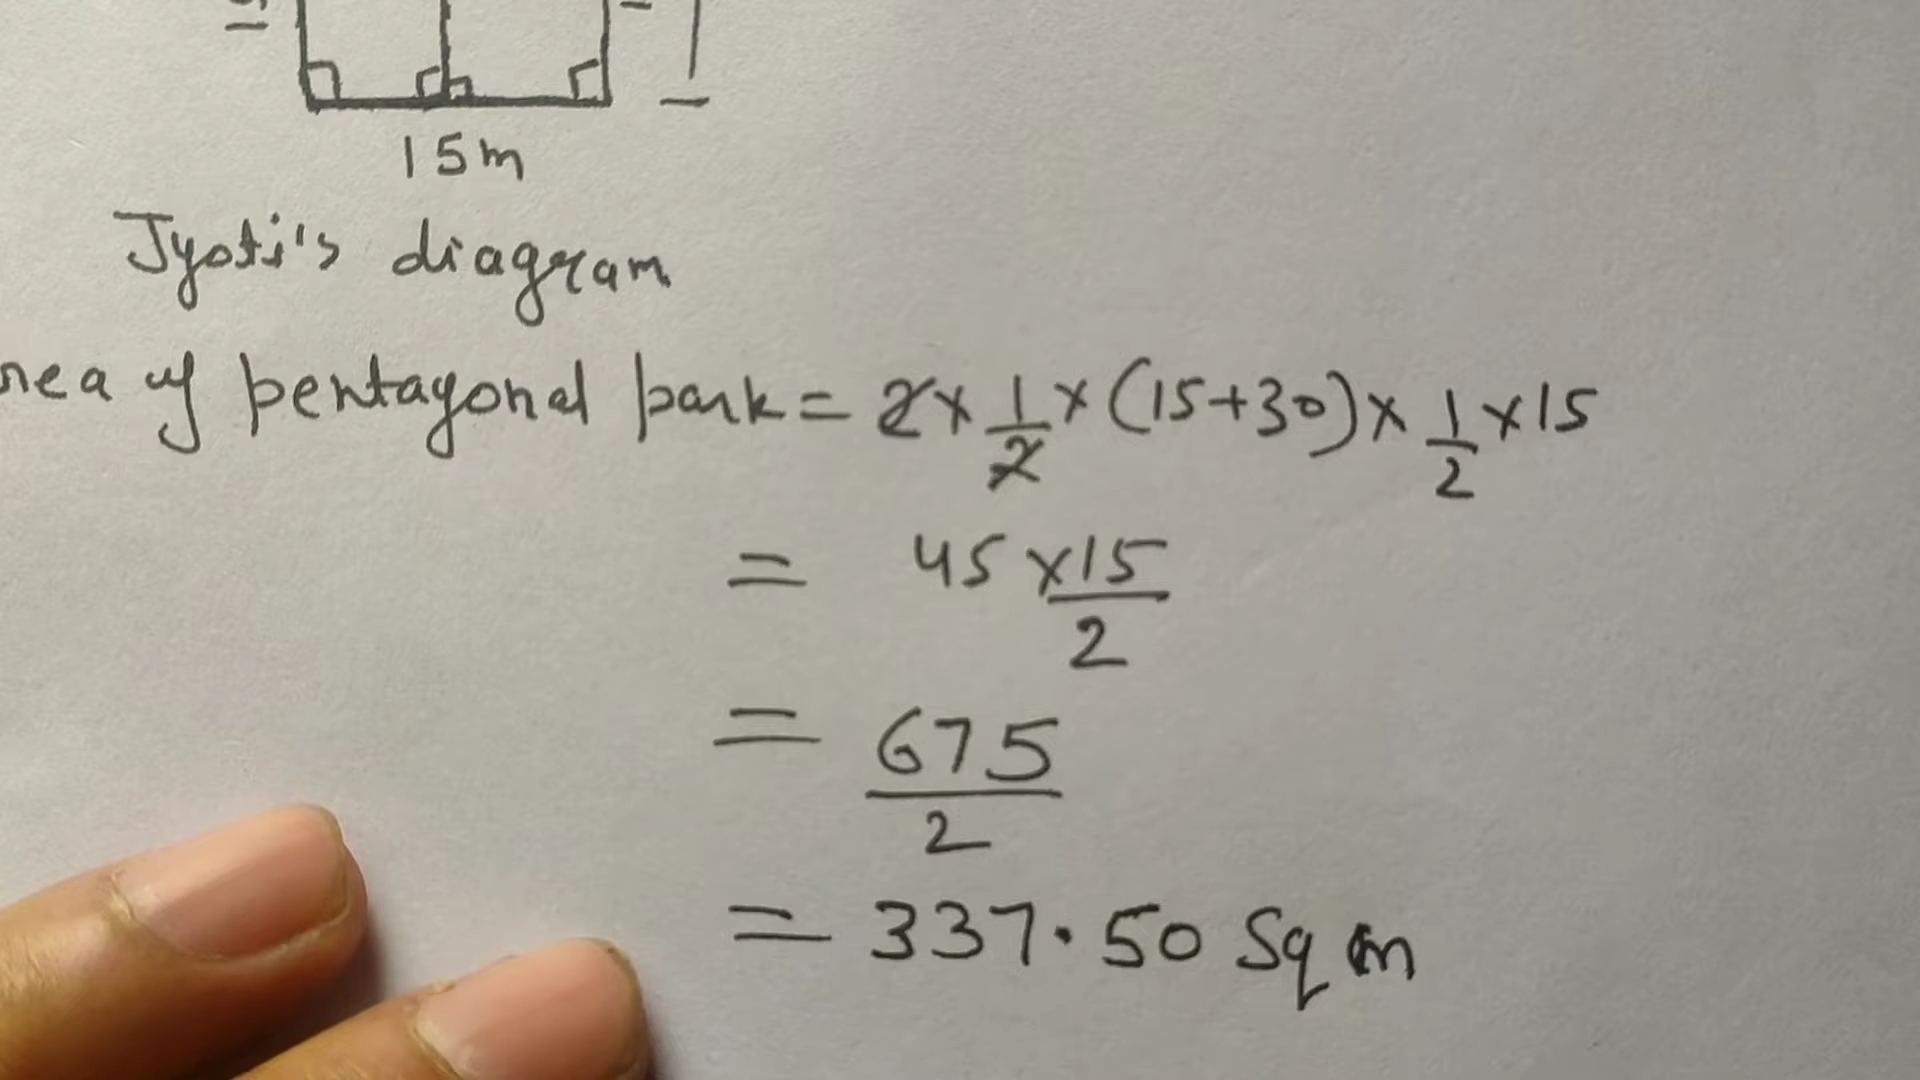 15m
Jyoti's diagram
of pentagonal park = 2 × 1/2 × (15+30) × 1/2 × 15
= 45 × 15/2
= 675/2
= 337.50 Sq m